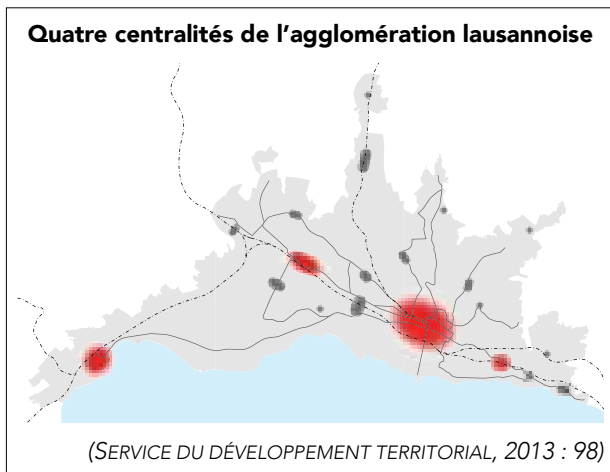 Quatre centralités de l’agglomération lausannoise
(SERVICE DU DÉVELOPPEMENT TERRITORIAL, 2013 : 98)